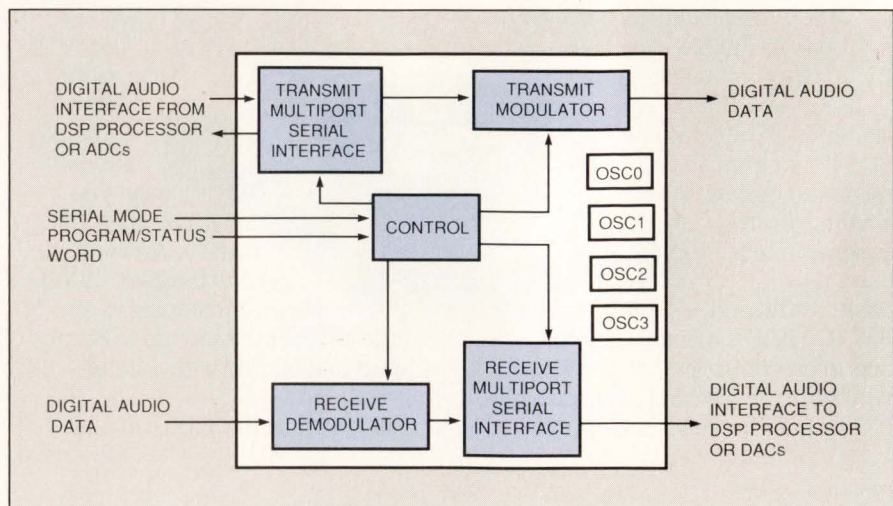 DIGITAL AUDIO
INTERFACE FROM
DSP PROCESSOR
OR ADCs
TRANSMIT
MULTIPORT
SERIAL
INTERFACE
TRANSMIT
MODULATOR
DIGITAL AUDIO
DATA
OSC0
OSC1
OSC2
OSC3
SERIAL MODE
PROGRAM/STATUS
WORD
CONTROL
DIGITAL AUDIO
DATA
RECEIVE
DEMODULATOR
RECEIVE
MULTIPORT
SERIAL
INTERFACE
DIGITAL AUDIO
INTERFACE TO
DSP PROCESSOR
OR DACs